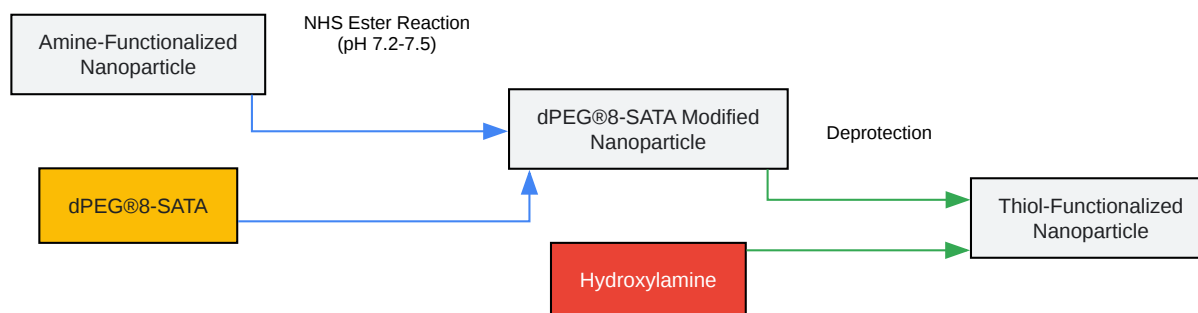 Amine-Functionalized
Nanoparticle
NHS Ester Reaction
(pH 7.2-7.5)
dPEG®8-SATA
dPEG®8-SATA Modified
Nanoparticle
Deprotection
Hydroxylamine
Thiol-Functionalized
Nanoparticle